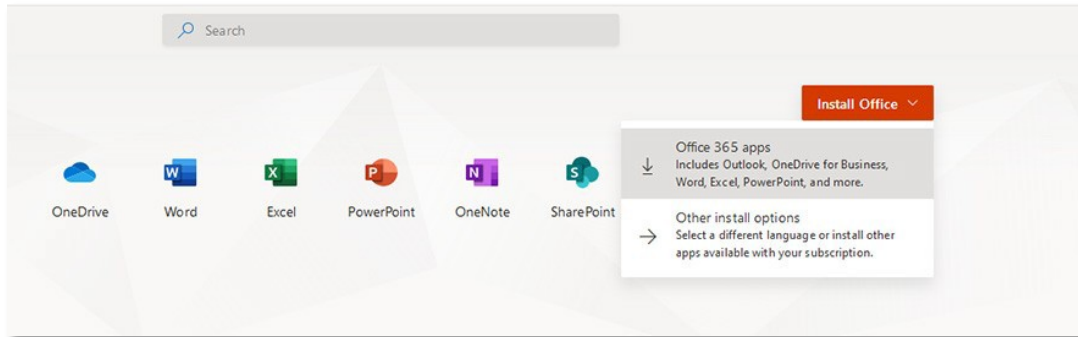 Search
Install Office
Office 365 apps
Includes Outlook, OneDrive for Business,
Word, Excel, PowerPoint, and more.
Other install options
Select a different language or install other
apps available with your subscription.
OneDrive
Word
Excel
PowerPoint
OneNote
SharePoint
W
X
P
N
S